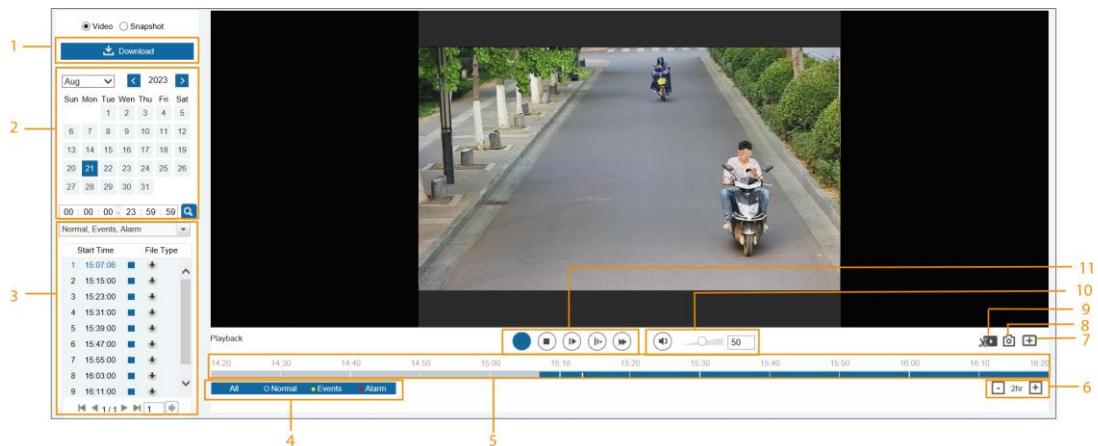 Video Snapshot
1
Download
Aug 2023
Sun Mon Tue Wen Thu Fri Sat
1 2 3 4 5
2
6 7 8 9 10 11 12
13 14 15 16 17 18 19
20 21 22 23 24 25 26
27 28 29 30 31
00 : 00 : 00 - 23 : 59 : 59
Normal, Events, Alarm
Start Time File Type
1 15:07:06
2 15:15:00
3 15:23:00
3
4 15:31:00
5 15:39:00
6 15:47:00
7 15:55:00
8 16:03:00
9 16:11:00
1 / 1 1
11
10
9
8
7
Playback
50
14:20 14:30 14:40 14:50 15:00 15:10 15:20 15:30 15:40 15:50 16:00 16:10 16:20
All Normal Events Alarm
- 2hr +
6
4
5